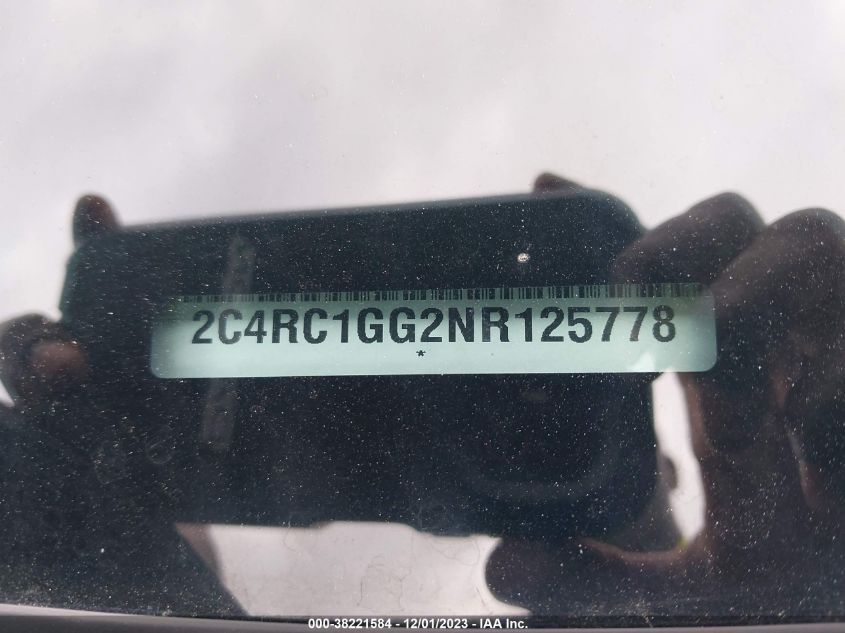 2C4RC1GG2NR125778
*
000-38221584 - 12/01/2023 - IAA Inc.